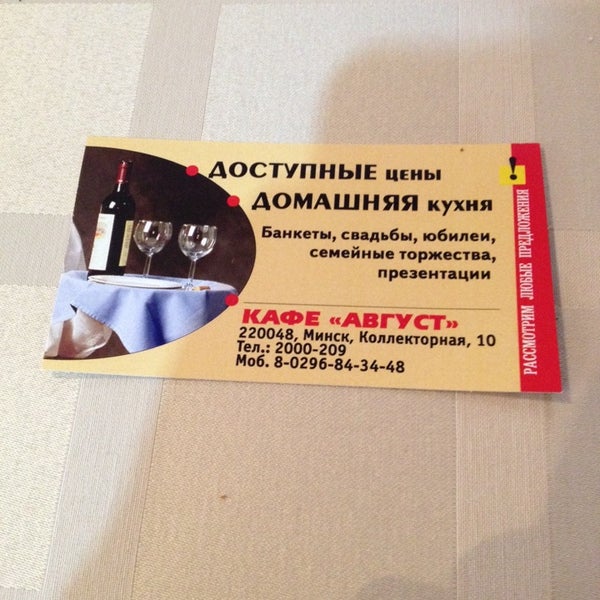 ДОСТУПНЫЕ ЦЕНЫ
ДОМАШНЯЯ КУХНЯ
Банкеты, свадьбы, юбилеи,
семейные торжества,
презентации
КАФЕ «АВГУСТ»
220048, Минск, Коллекторная, 10
Тел.: 2000-209
Моб. 8-0296-84-34-48
РАССМОТРИМ ЛЮБЫЕ ПРЕДЛОЖЕНИЯ !